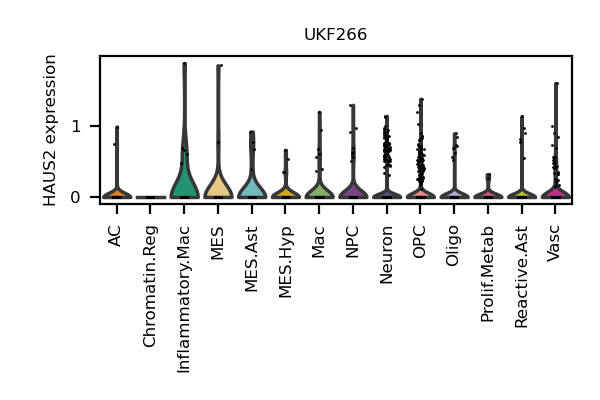 UKF266
HAUS2 expression
1
0
AC
Chromatin.Reg
Inflammatory.Mac
MES
MES.Ast
MES.Hyp
Mac
NPC
Neuron
OPC
Oligo
Prolif.Metab
Reactive.Ast
Vasc